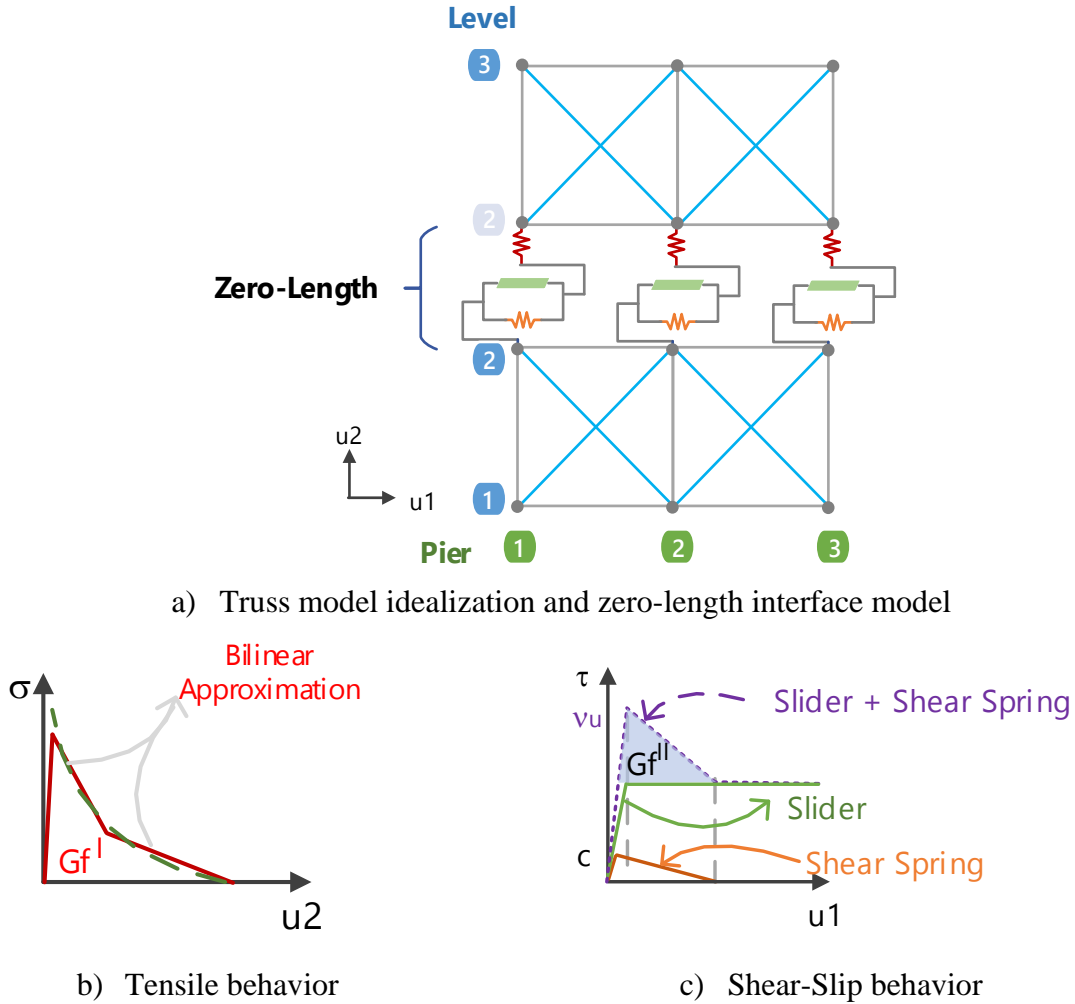 Level
3
2
Zero-Length
2
u2
u1
1
Pier
1
2
3
a) Truss model idealization and zero-length interface model
Bilinear
Approximation
σ
Gf I
u2
b) Tensile behavior
τ
νu
Slider + Shear Spring
Gf II
Slider
c
Shear Spring
u1
c) Shear-Slip behavior